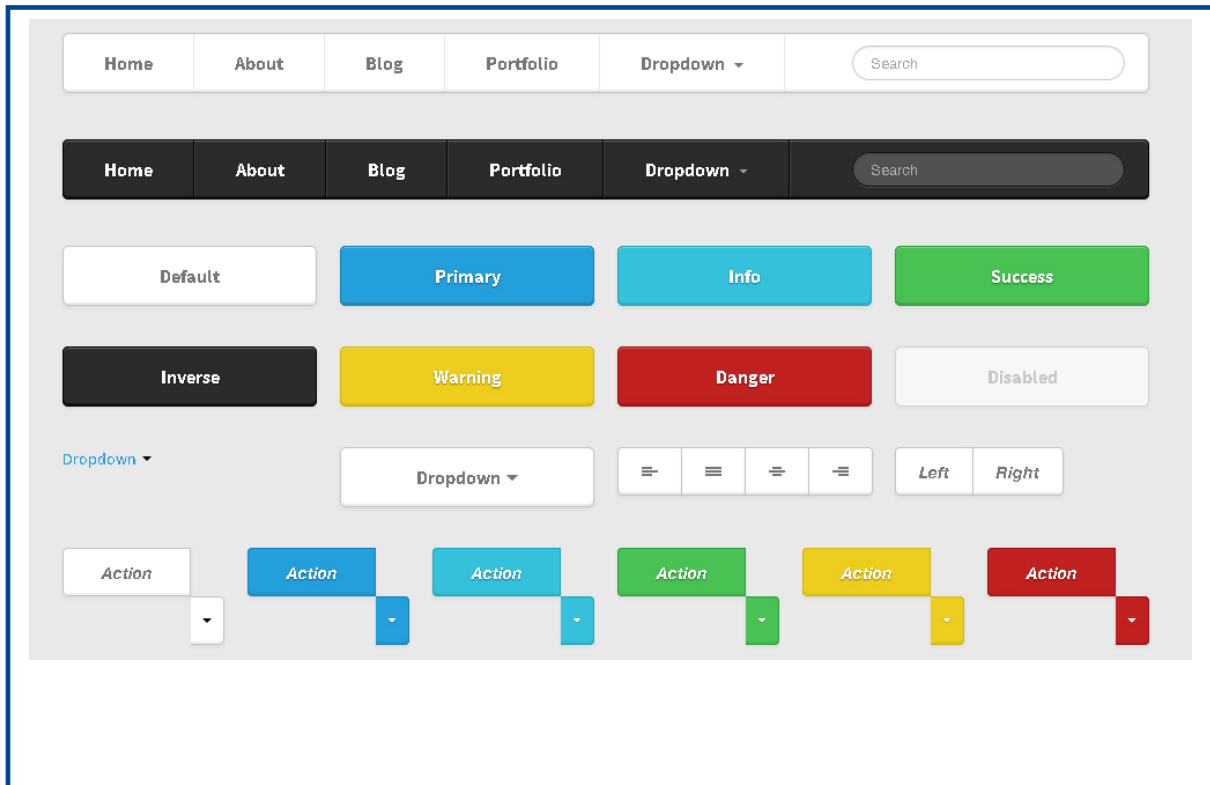 Home About Blog Portfolio Dropdown Search
Home About Blog Portfolio Dropdown Search
Default Primary Info Success
Inverse Warning Danger Disabled
Dropdown Dropdown Left Right
Action Action Action Action Action Action